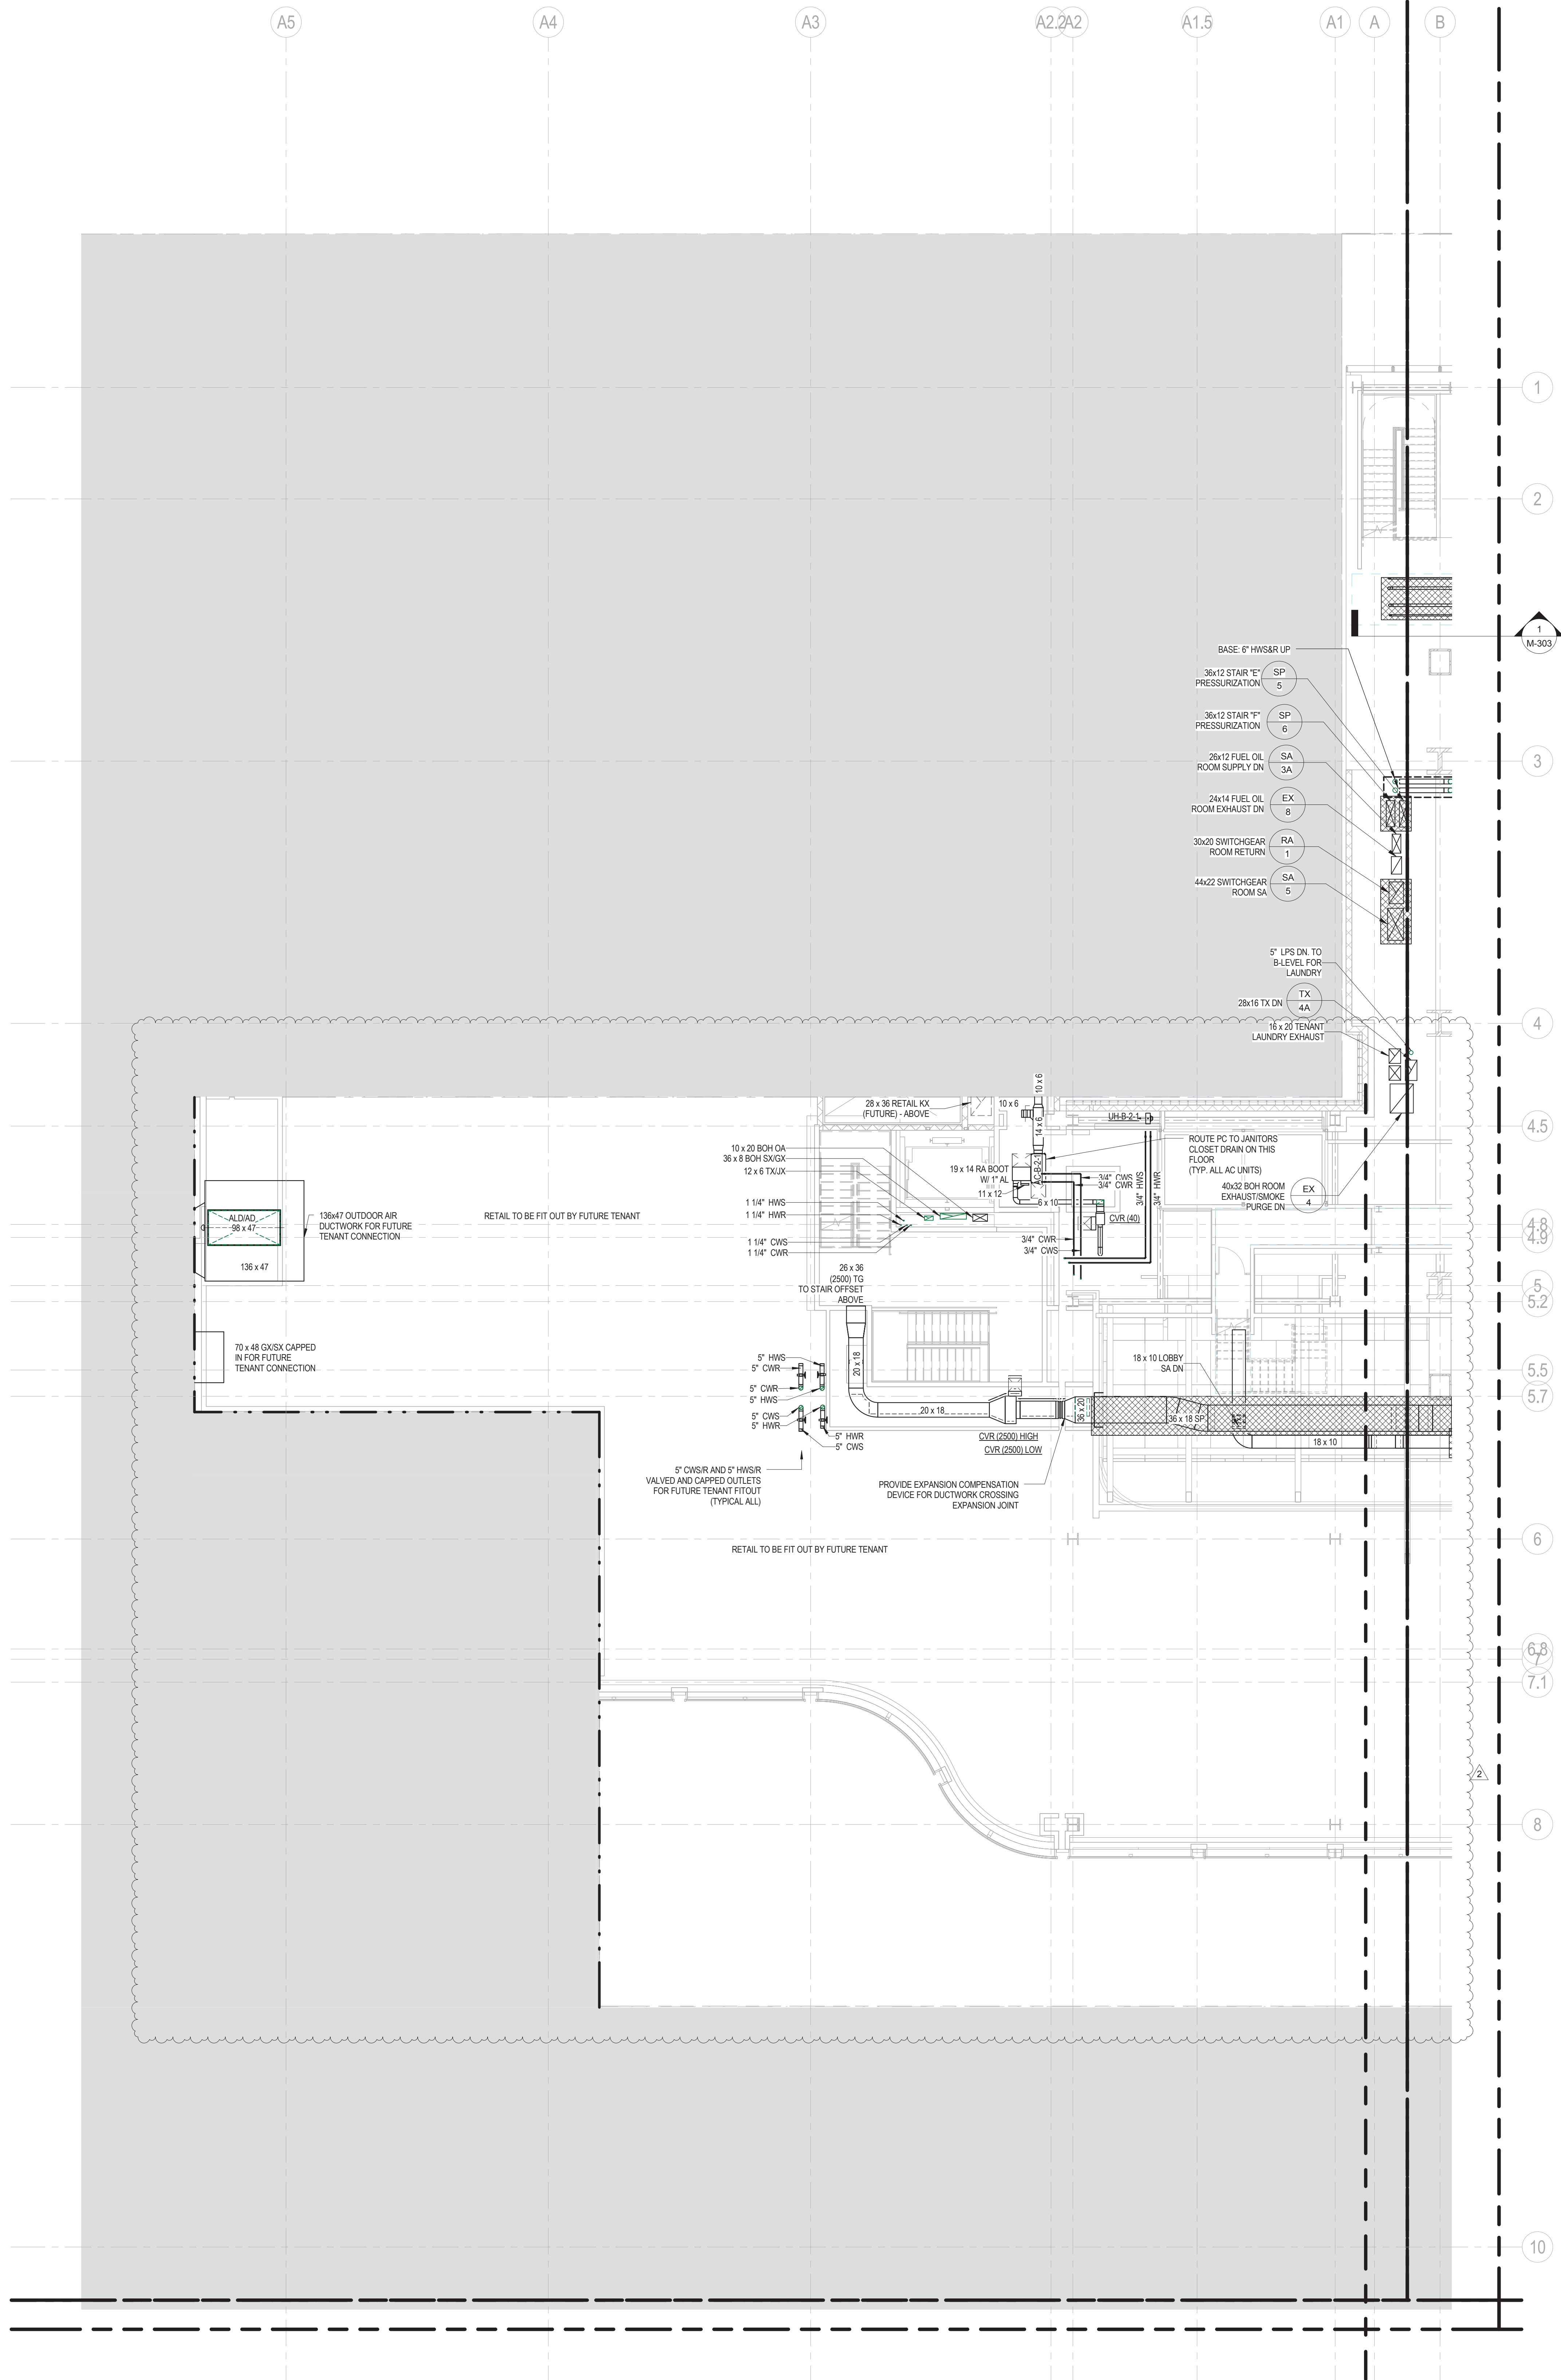 A5
A4
A3
A2.2
A2
A1.5
A1
A
B
1
2
1
M-303
BASE: 6" HWS&R UP
36x12 STAIR "E"
PRESSURIZATION
SP
5
36x12 STAIR "F"
PRESSURIZATION
SP
6
26x12 FUEL OIL
ROOM SUPPLY DN
SA
3A
3
24x14 FUEL OIL
ROOM EXHAUST DN
EX
8
30x20 SWITCHGEAR
ROOM RETURN
RA
1
44x22 SWITCHGEAR
ROOM SA
SA
5
5" LPS DN. TO
B-LEVEL FOR
LAUNDRY
28x16 TX DN
TX
4A
4
16 x 20 TENANT
LAUNDRY EXHAUST
28 x 36 RETAIL KX
(FUTURE) - ABOVE
10 x 6
10 x 6
14 x 6
UH-B-2-1
4.5
10 x 20 BOH OA
36 x 8 BOH SX/GX
12 x 6 TX/JX
19 x 14 RA BOOT
W/ 1" AL
11 x 12
AC-B-2-1
6 x 10
3/4" CWS
3/4" CWR
3/4" HWS
3/4" HWR
ROUTE PC TO JANITORS
CLOSET DRAIN ON THIS
FLOOR
(TYP. ALL AC UNITS)
40x32 BOH ROOM
EXHAUST/SMOKE
PURGE DN
EX
4
1 1/4" HWS
1 1/4" HWR
1 1/4" CWS
1 1/4" CWR
CVR (40)
3/4" CWR
3/4" CWS
4.8
4.9
ALD/AD
98 x 47
136 x 47
136x47 OUTDOOR AIR
DUCTWORK FOR FUTURE
TENANT CONNECTION
RETAIL TO BE FIT OUT BY FUTURE TENANT
26 x 36
(2500) TG
TO STAIR OFFSET
ABOVE
5
5.2
70 x 48 GX/SX CAPPED
IN FOR FUTURE
TENANT CONNECTION
5" HWS
5" CWR
5" CWR
5" HWS
5" CWS
5" HWR
5" HWR
5" CWS
20 x 18
20 x 18
18 x 10 LOBBY
SA DN
5.5
5.7
36 x 20
36 x 18 SP
18 x 10
CVR (2500) HIGH
CVR (2500) LOW
5" CWS/R AND 5" HWS/R
VALVED AND CAPPED OUTLETS
FOR FUTURE TENANT FITOUT
(TYPICAL ALL)
PROVIDE EXPANSION COMPENSATION
DEVICE FOR DUCTWORK CROSSING
EXPANSION JOINT
RETAIL TO BE FIT OUT BY FUTURE TENANT
6
6.8
7
7.1
2
8
10